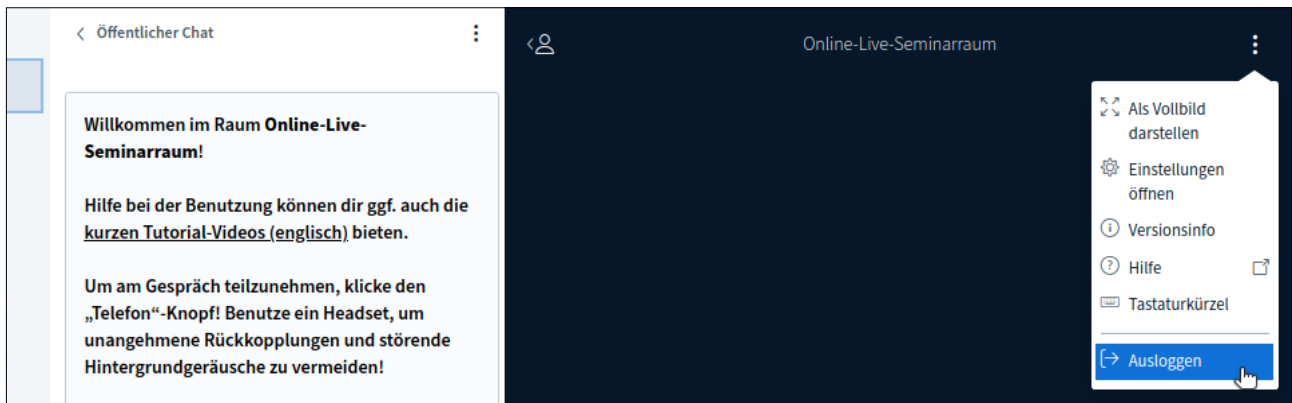 Öffentlicher Chat
Willkommen im Raum Online-Live-
Seminarraum!
Hilfe bei der Benutzung können dir ggf. auch die
kurzen Tutorial-Videos (englisch) bieten.
Um am Gespräch teilzunehmen, klicke den
„Telefon“-Knopf! Benutze ein Headset, um
unangehmene Rückkopplungen und störende
Hintergrundgeräusche zu vermeiden!
Online-Live-Seminarraum
Als Vollbild
darstellen
Einstellungen
öffnen
Versionsinfo
Hilfe
Tastaturkürzel
Ausloggen